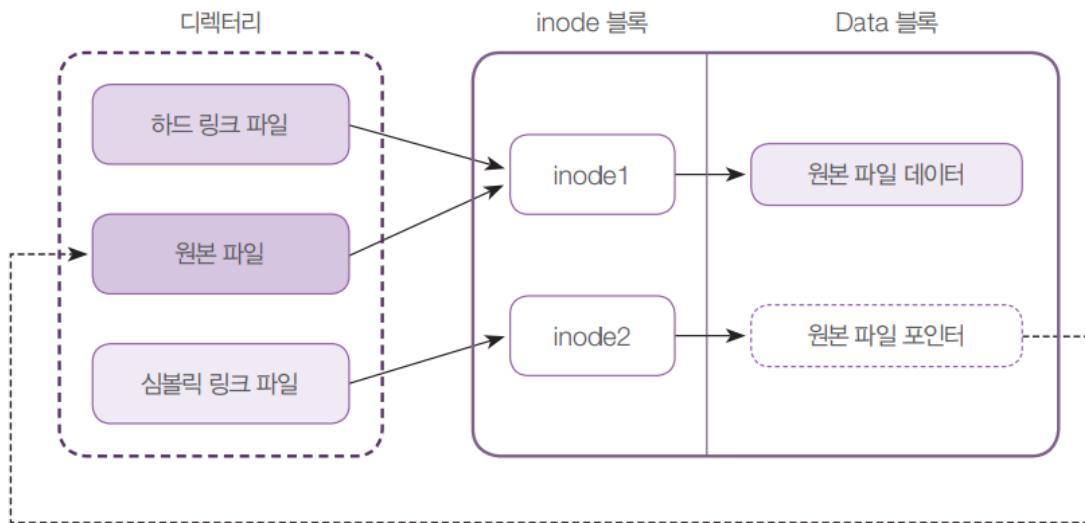 디렉터리
inode 블록
Data 블록
하드 링크 파일
inode1
원본 파일 데이터
원본 파일
inode2
원본 파일 포인터
심볼릭 링크 파일